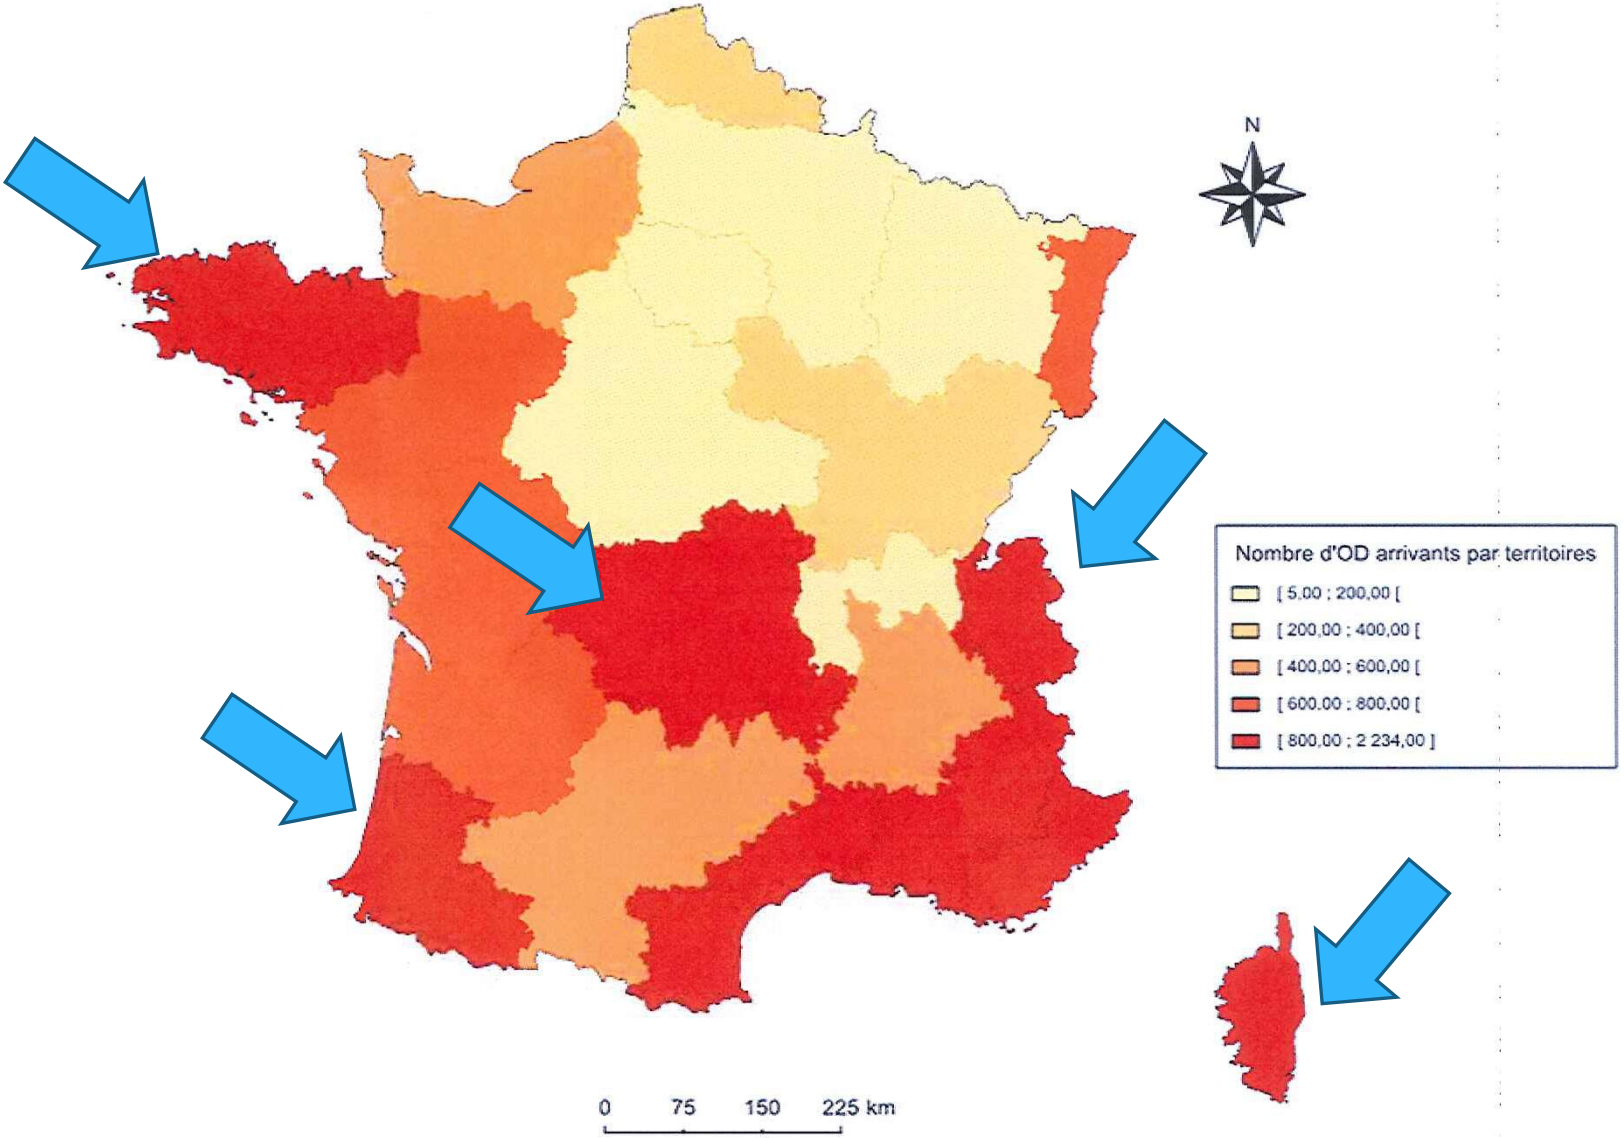 N
Nombre d'OD arrivants par territoires
[ 5,00 ; 200,00 [
[ 200,00 ; 400,00 [
[ 400,00 ; 600,00 [
[ 600,00 ; 800,00 [
[ 800,00 ; 2 234,00 ]
0 75 150 225 km